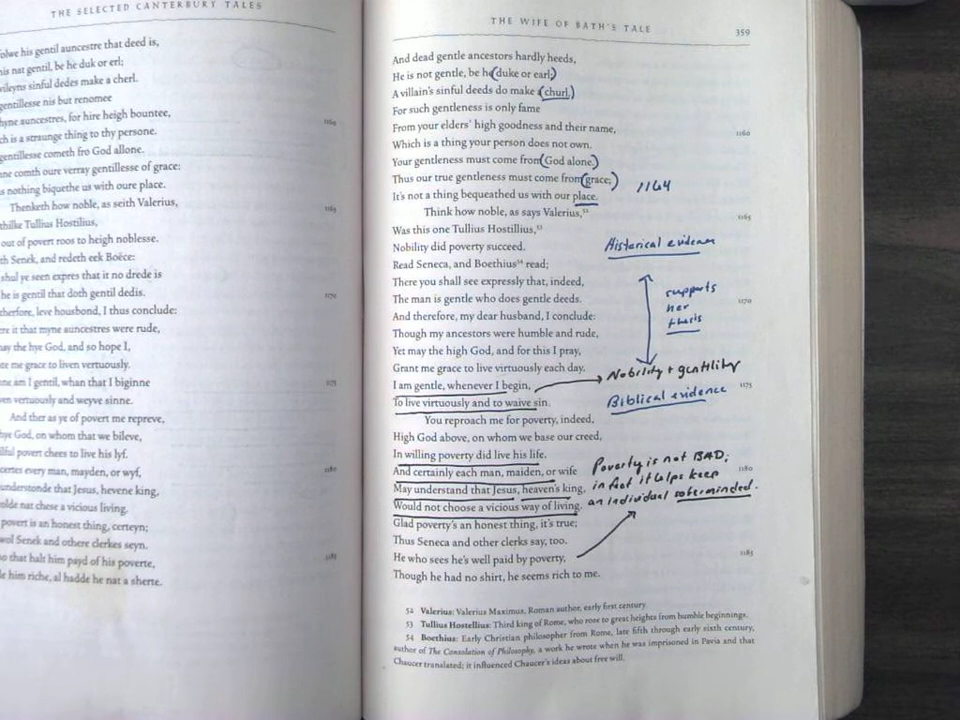 THE SELECTED CANTERBURY TALES
his gentil auncestre that deed is,
nis nat gentil, be he duk or erl;
vileyns sinful dedes make a cherl.
gentillesse nis but renomee
hyne auncestres, for hire heigh bountee,
1160
ch is a straunge thing to thy persone.
gentillesse cometh fro God allone.
comth oure verray gentillesse of grace:
nothing biquethe us with oure place.
Thenketh how noble, as seith Valerius,
1165
thilke Tullius Hostilius,
out of povert roos to heigh noblesse.
Senek, and redeth eek Boëce:
shul ye seen expres that it no drede is
he is gentil that doth gentil dedis.
1170
therfore, leve housbond, I thus conclude:
it that myne auncestres were rude,
may the hye God, and so hope I,
me grace to liven vertuously.
am I gentil, whan that I biginne
1175
ven vertuously and weyve sinne.
And ther as ye of povert me repreve,
hye God, on whom that we bileve,
povert chees to live his lyf.
certes every man, mayden, or wyf,
1180
understonde that Jesus, hevene king,
nolde nat chese a vicious living.
povert is an honest thing, certeyn;
Senek and othere clerkes seyn.
so that halt him payd of his poverte,
1185
him riche, al hadde he nat a sherte.
THE WIFE OF BATH'S TALE
359
And dead gentle ancestors hardly heeds,
He is not gentle, be he (duke or earl;)
A villain's sinful deeds do make a (churl.)
For such gentleness is only fame
From your elders' high goodness and their name,
1160
Which is a thing your person does not own.
Your gentleness must come from (God alone.)
Thus our true gentleness must come from (grace;)
1164
It's not a thing bequeathed us with our place.
Think how noble, as says Valerius,52
1165
Was this one Tullius Hostillius,53
Nobility did poverty succeed.
Historical evidence
Read Seneca, and Boethius54 read;
There you shall see expressly that, indeed,
The man is gentle who does gentle deeds.
1170
supports
her
thesis
And therefore, my dear husband, I conclude:
Though my ancestors were humble and rude,
Yet may the high God, and for this I pray,
Grant me grace to live virtuously each day.
I am gentle, whenever I begin,
Nobility + gentility
1175
To live virtuously and to waive sin.
Biblical evidence
You reproach me for poverty, indeed,
High God above, on whom we base our creed,
In willing poverty did live his life.
And certainly each man, maiden, or wife
1180
May understand that Jesus, heaven's king,
Would not choose a vicious way of living.
Poverty is not BAD;
in fact it helps keep
an individual soberminded.
Glad poverty's an honest thing, it's true;
Thus Seneca and other clerks say, too.
He who sees he's well paid by poverty,
1185
Though he had no shirt, he seems rich to me.
52 Valerius: Valerius Maximus, Roman author, early first century.
53 Tullius Hostellius: Third king of Rome, who rose to great heights from humble beginnings.
54 Boethius: Early Christian philosopher from Rome, late fifth through early sixth century,
author of The Consolation of Philosophy, a work he wrote when he was imprisoned in Pavia and that
Chaucer translated; it influenced Chaucer's ideas about free will.